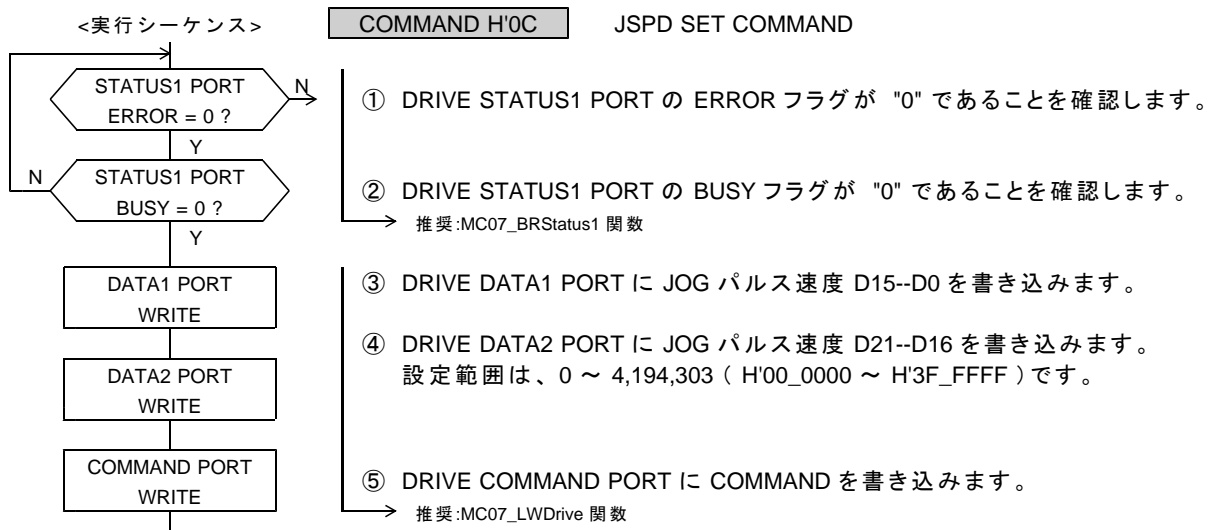 <実行シーケンス>
COMMAND H'0C
JSPD SET COMMAND
STATUS1 PORT
ERROR = 0 ?
N
Y
① DRIVE STATUS1 PORT の ERROR フラグが "0" であることを確認します。
N
STATUS1 PORT
BUSY = 0 ?
Y
② DRIVE STATUS1 PORT の BUSY フラグが "0" であることを確認します。
推奨:MC07_BRStatus1 関数
DATA1 PORT
WRITE
③ DRIVE DATA1 PORT に JOG パルス速度 D15--D0 を書き込みます。
DATA2 PORT
WRITE
④ DRIVE DATA2 PORT に JOG パルス速度 D21--D16 を書き込みます。
設定範囲は、0 ～ 4,194,303 ( H'00_0000 ～ H'3F_FFFF ) です。
COMMAND PORT
WRITE
⑤ DRIVE COMMAND PORT に COMMAND を書き込みます。
推奨:MC07_LWDrive 関数